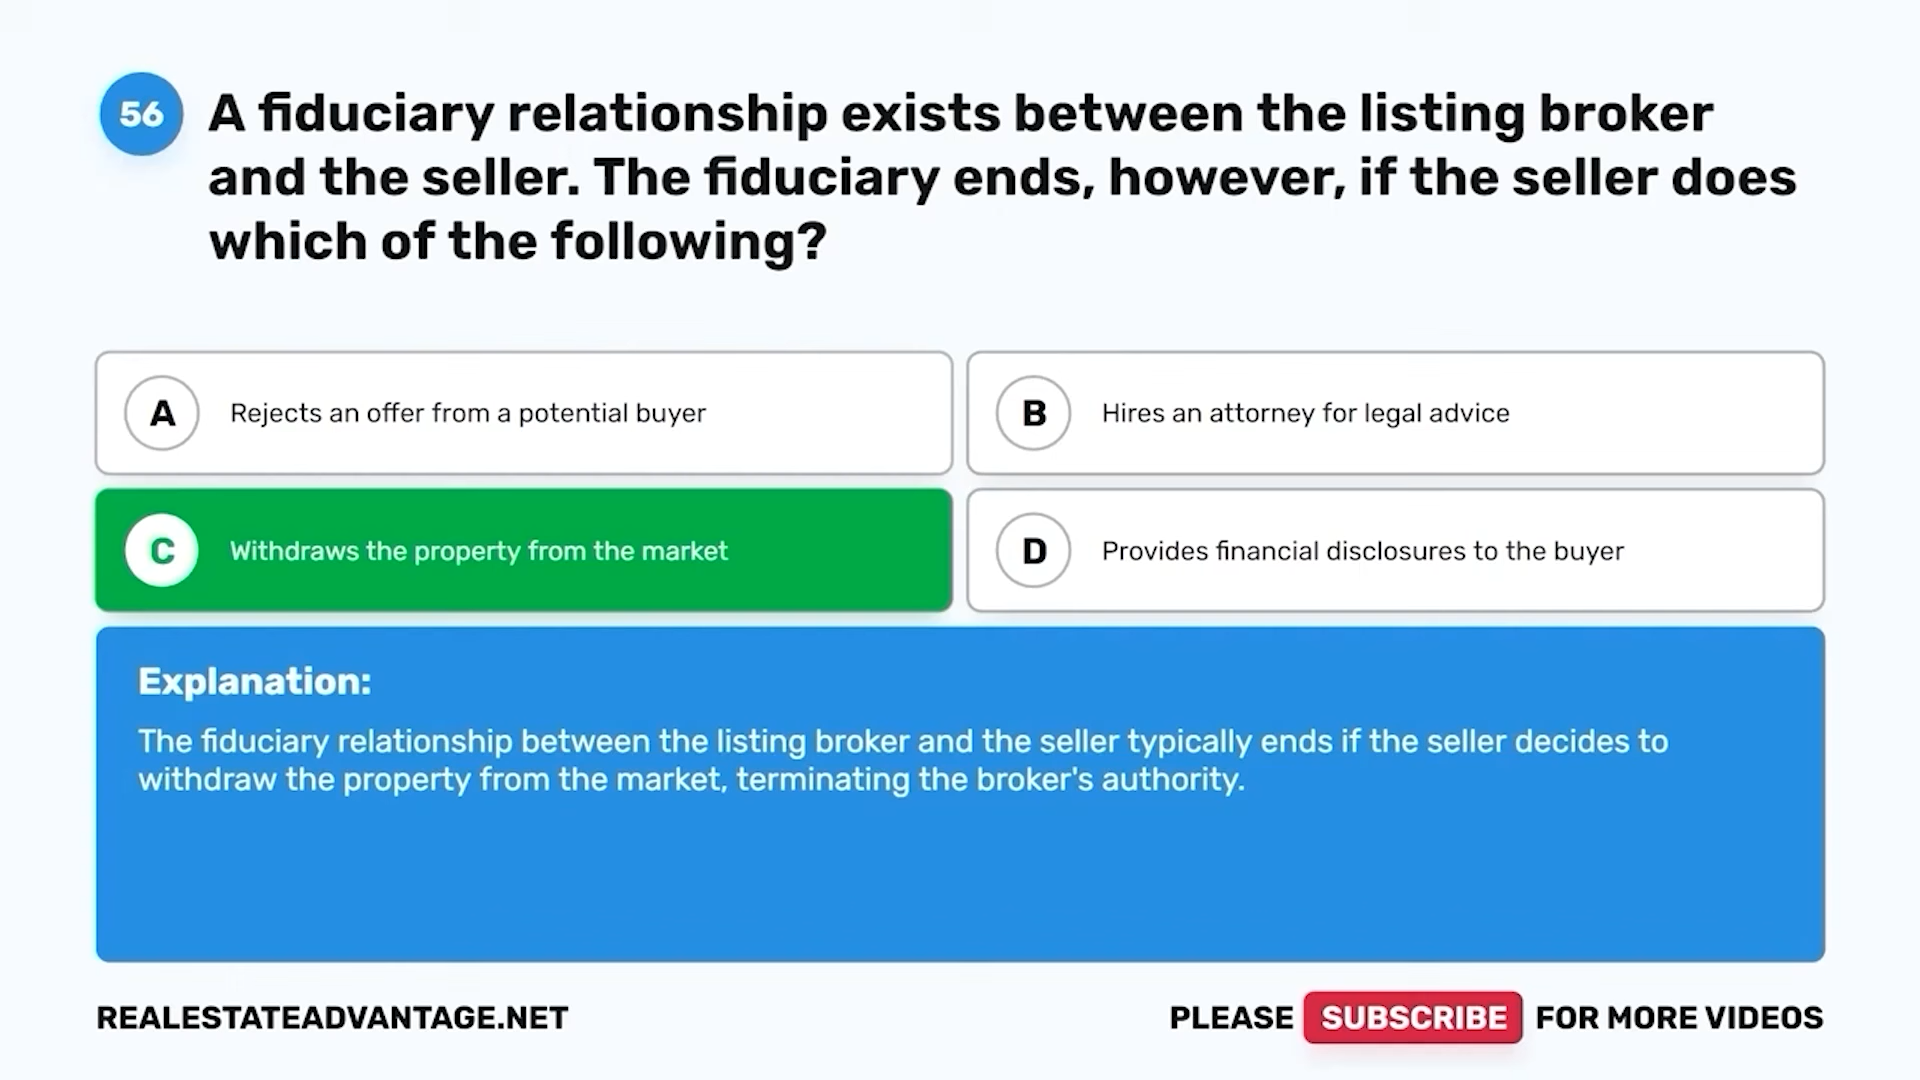 56
A fiduciary relationship exists between the listing broker
and the seller. The fiduciary ends, however, if the seller does
which of the following?
A Rejects an offer from a potential buyer
B Hires an attorney for legal advice
C Withdraws the property from the market
D Provides financial disclosures to the buyer
Explanation:
The fiduciary relationship between the listing broker and the seller typically ends if the seller decides to
withdraw the property from the market, terminating the broker's authority.
REALESTATEADVANTAGE.NET
PLEASE SUBSCRIBE FOR MORE VIDEOS